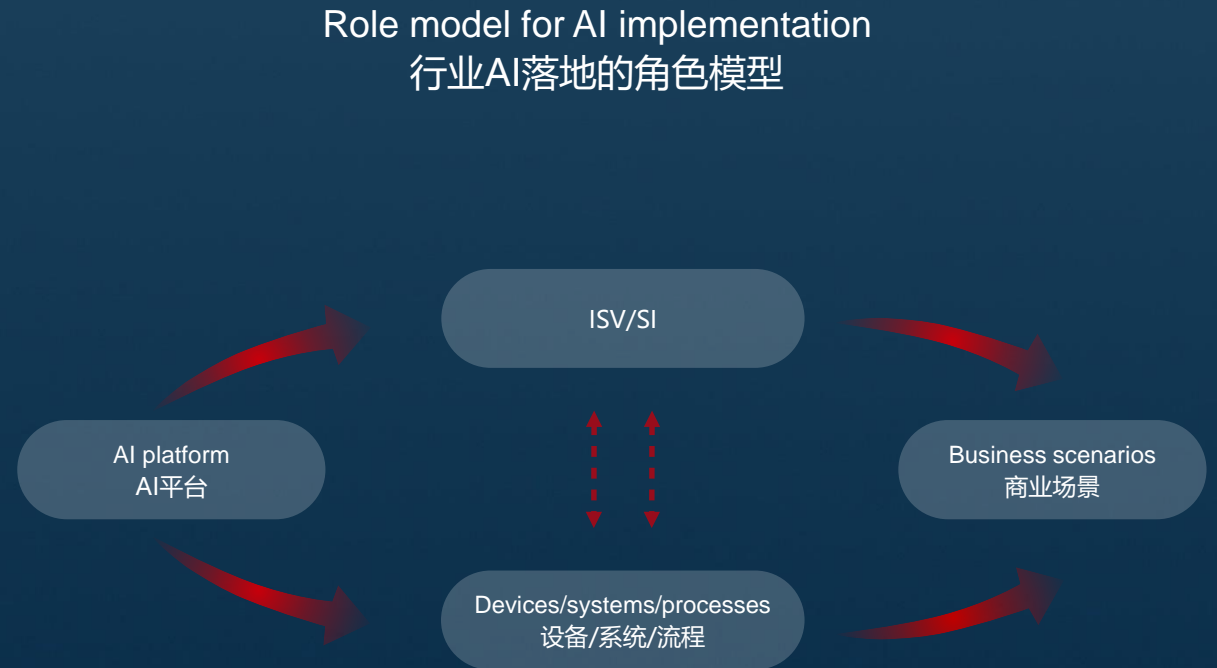 Role model for AI implementation
行业AI落地的角色模型
ISV/SI
AI platform
AI平台
Business scenarios
商业场景
Devices/systems/processes
设备/系统/流程